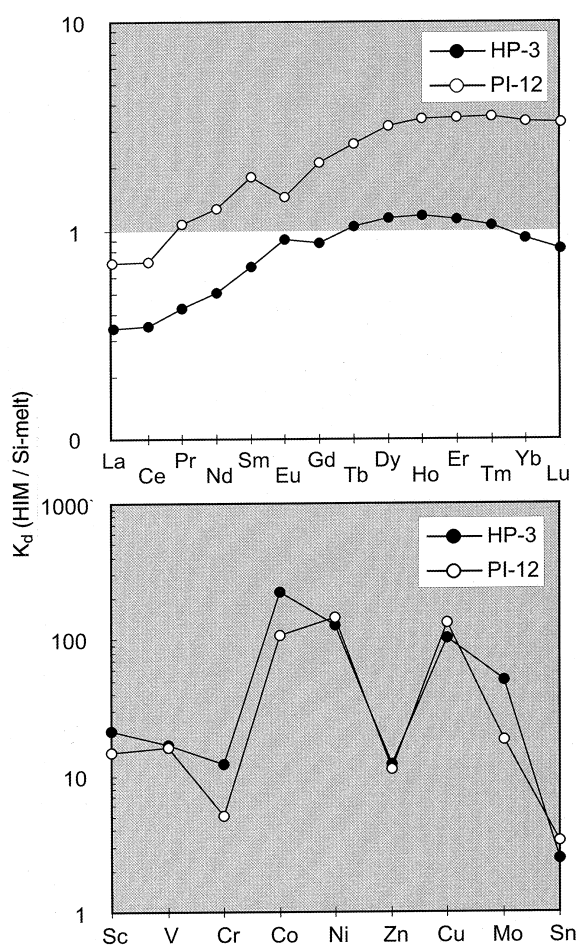 10
HP-3
PI-12
1
0
La Ce Pr Nd Sm Eu Gd Tb Dy Ho Er Tm Yb Lu
Kd (HIM / Si-melt)
1000
HP-3
PI-12
100
10
1
Sc V Cr Co Ni Zn Cu Mo Sn